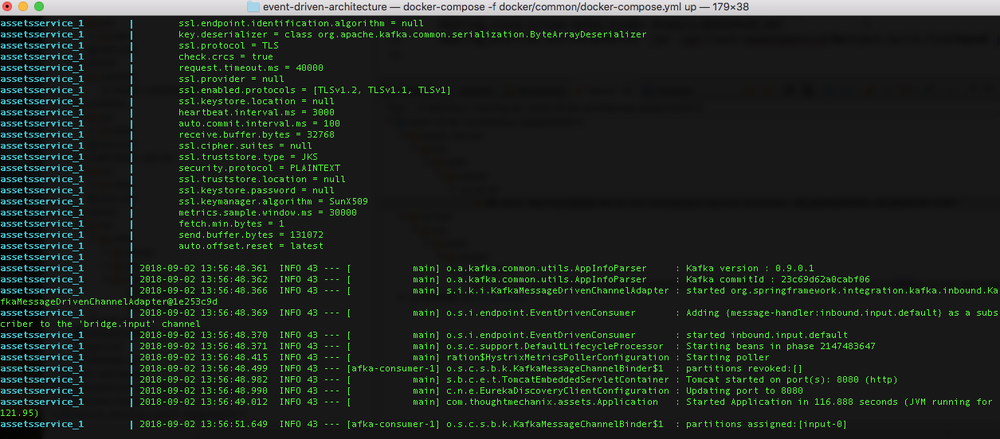 event-driven-architecture — docker-compose -f docker/common/docker-compose.yml up — 179×38
assetsservice_1 | ssl.endpoint.identification.algorithm = null
assetsservice_1 | key.deserializer = class org.apache.kafka.common.serialization.ByteArrayDeserializer
assetsservice_1 | ssl.protocol = TLS
assetsservice_1 | check.crcs = true
assetsservice_1 | request.timeout.ms = 40000
assetsservice_1 | ssl.provider = null
assetsservice_1 | ssl.enabled.protocols = [TLSv1.2, TLSv1.1, TLSv1]
assetsservice_1 | ssl.keystore.location = null
assetsservice_1 | heartbeat.interval.ms = 3000
assetsservice_1 | auto.commit.interval.ms = 100
assetsservice_1 | receive.buffer.bytes = 32768
assetsservice_1 | ssl.cipher.suites = null
assetsservice_1 | ssl.truststore.type = JKS
assetsservice_1 | security.protocol = PLAINTEXT
assetsservice_1 | ssl.truststore.location = null
assetsservice_1 | ssl.keystore.password = null
assetsservice_1 | ssl.keymanager.algorithm = SunX509
assetsservice_1 | metrics.sample.window.ms = 30000
assetsservice_1 | fetch.min.bytes = 1
assetsservice_1 | send.buffer.bytes = 131072
assetsservice_1 | auto.offset.reset = latest
assetsservice_1 |
assetsservice_1 | 2018-09-02 13:56:48.361 INFO 43 --- [ main] o.a.kafka.common.utils.AppInfoParser : Kafka version : 0.9.0.1
assetsservice_1 | 2018-09-02 13:56:48.362 INFO 43 --- [ main] o.a.kafka.common.utils.AppInfoParser : Kafka commitId : 23c69d62a0cabf06
assetsservice_1 | 2018-09-02 13:56:48.366 INFO 43 --- [ main] s.i.k.i.KafkaMessageDrivenChannelAdapter : started org.springframework.integration.kafka.inbound.Ka
fkaMessageDrivenChannelAdapter@1e253c9d
assetsservice_1 | 2018-09-02 13:56:48.369 INFO 43 --- [ main] o.s.i.endpoint.EventDrivenConsumer : Adding {message-handler:inbound.input.default} as a subs
criber to the 'bridge.input' channel
assetsservice_1 | 2018-09-02 13:56:48.370 INFO 43 --- [ main] o.s.i.endpoint.EventDrivenConsumer : started inbound.input.default
assetsservice_1 | 2018-09-02 13:56:48.371 INFO 43 --- [ main] o.s.c.support.DefaultLifecycleProcessor : Starting beans in phase 2147483647
assetsservice_1 | 2018-09-02 13:56:48.415 INFO 43 --- [ main] ration$HystrixMetricsPollerConfiguration : Starting poller
assetsservice_1 | 2018-09-02 13:56:48.499 INFO 43 --- [afka-consumer-1] o.s.c.s.b.k.KafkaMessageChannelBinder$1 : partitions revoked:[]
assetsservice_1 | 2018-09-02 13:56:48.982 INFO 43 --- [ main] s.b.c.e.t.TomcatEmbeddedServletContainer : Tomcat started on port(s): 8080 (http)
assetsservice_1 | 2018-09-02 13:56:48.990 INFO 43 --- [ main] c.n.e.EurekaDiscoveryClientConfiguration : Updating port to 8080
assetsservice_1 | 2018-09-02 13:56:49.012 INFO 43 --- [ main] com.thoughtmechanix.assets.Application : Started Application in 116.888 seconds (JVM running for
121.95)
assetsservice_1 | 2018-09-02 13:56:51.649 INFO 43 --- [afka-consumer-1] o.s.c.s.b.k.KafkaMessageChannelBinder$1 : partitions assigned:[input-0]